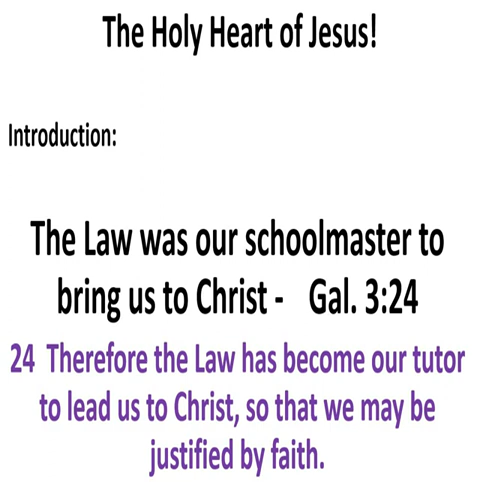 The Holy Heart of Jesus!
Introduction:
The Law was our schoolmaster to
bring us to Christ -   Gal. 3:24
24  Therefore the Law has become our tutor
to lead us to Christ, so that we may be
justified by faith.